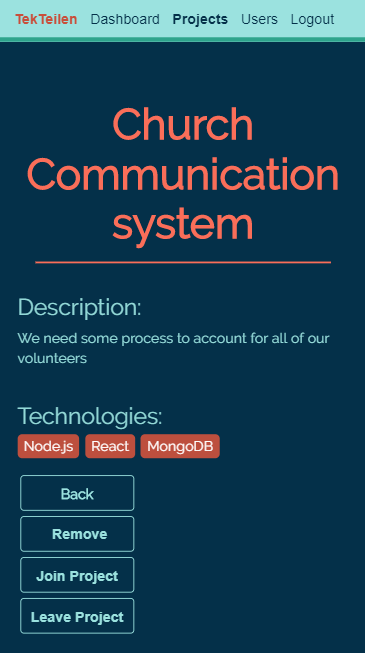 TekTeilen Dashboard Projects Users Logout
Church
Communication
system
Description:
We need some process to account for all of our
volunteers
Technologies:
Node.js React MongoDB
Back
Remove
Join Project
Leave Project